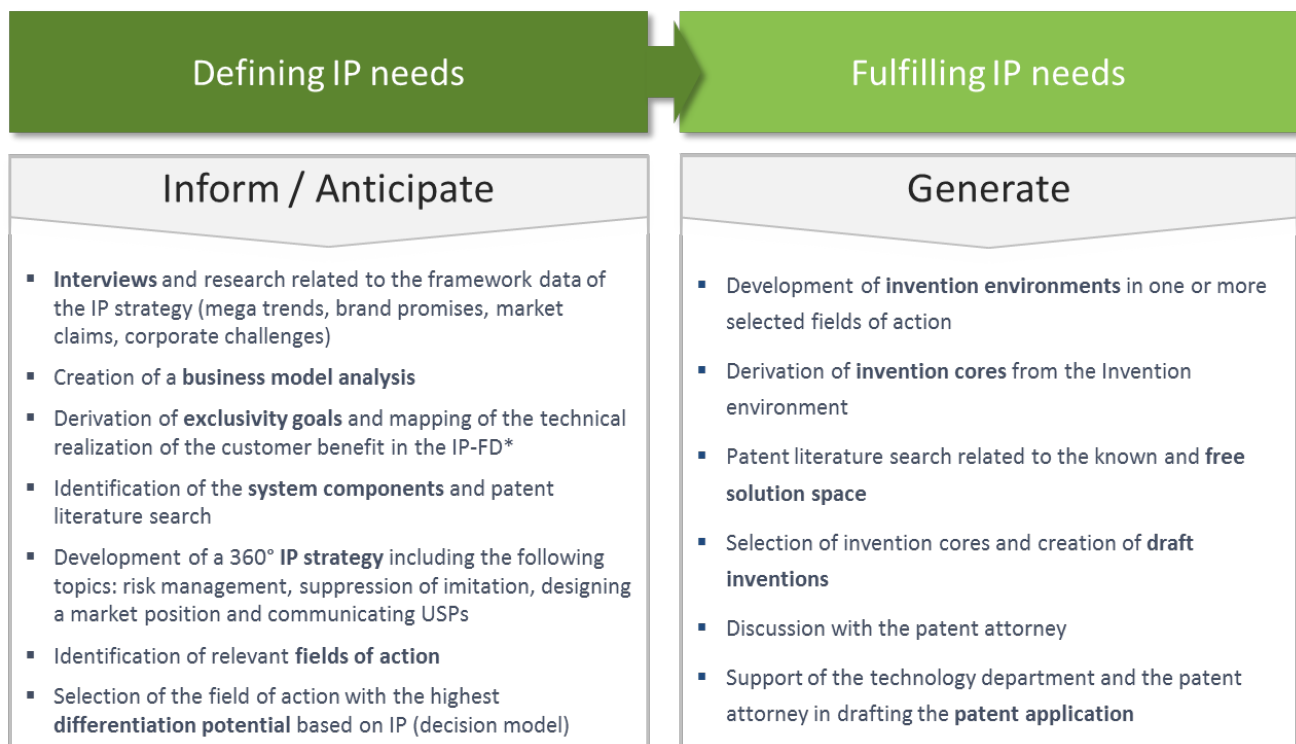 Defining IP needs
Fulfilling IP needs
Inform / Anticipate
▪ Interviews and research related to the framework data of
the IP strategy (mega trends, brand promises, market
claims, corporate challenges)
▪ Creation of a business model analysis
▪ Derivation of exclusivity goals and mapping of the technical
realization of the customer benefit in the IP-FD*
▪ Identification of the system components and patent
literature search
▪ Development of a 360° IP strategy including the following
topics: risk management, suppression of imitation, designing
a market position and communicating USPs
▪ Identification of relevant fields of action
▪ Selection of the field of action with the highest
differentiation potential based on IP (decision model)
Generate
▪ Development of invention environments in one or more
selected fields of action
▪ Derivation of invention cores from the Invention
environment
▪ Patent literature search related to the known and free
solution space
▪ Selection of invention cores and creation of draft
inventions
▪ Discussion with the patent attorney
▪ Support of the technology department and the patent
attorney in drafting the patent application